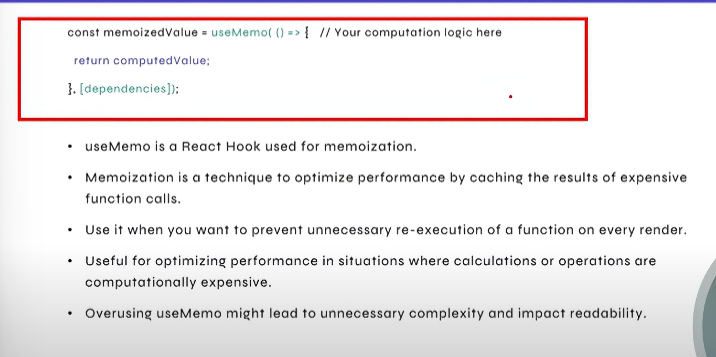 const memoizedValue = useMemo( () => { // Your computation logic here
return computedValue;
}, [dependencies]);
• useMemo is a React Hook used for memoization.
• Memoization is a technique to optimize performance by caching the results of expensive
function calls.
• Use it when you want to prevent unnecessary re-execution of a function on every render.
• Useful for optimizing performance in situations where calculations or operations are
computationally expensive.
• Overusing useMemo might lead to unnecessary complexity and impact readability.